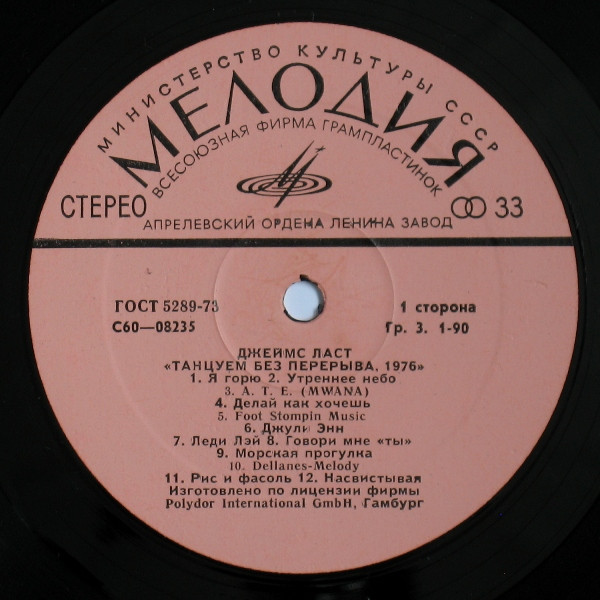 МИНИСТЕРСТВО КУЛЬТУРЫ СССР
МЕЛОДИЯ
ВСЕСОЮЗНАЯ ФИРМА ГРАМПЛАСТИНОК
СТЕРЕО
33
АПРЕЛЕВСКИЙ ОРДЕНА ЛЕНИНА ЗАВОД
ГОСТ 5289-73
1 сторона
С60—08235
Гр. 3. 1-90
ДЖЕЙМС ЛАСТ
«ТАНЦУЕМ БЕЗ ПЕРЕРЫВА, 1976»
1. Я горю 2. Утреннее небо
3. A. T. E. (MWANA)
4. Делай как хочешь
5. Foot Stompin Music
6. Джули Энн
7. Леди Лэй 8. Говори мне «ты»
9. Морская прогулка
10. Dellanes-Melody
11. Рис и фасоль 12. Насвистывая
Изготовлено по лицензии фирмы
Polydor International GmbH, Гамбург